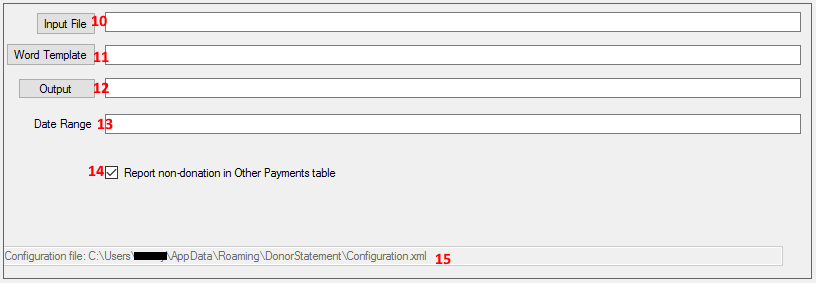 Input File 10
Word Template 11
Output 12
Date Range 13
14 Report non-donation in Other Payments table
Configuration file: C:\Users\ \AppData\Roaming\DonorStatement\Configuration.xml 15